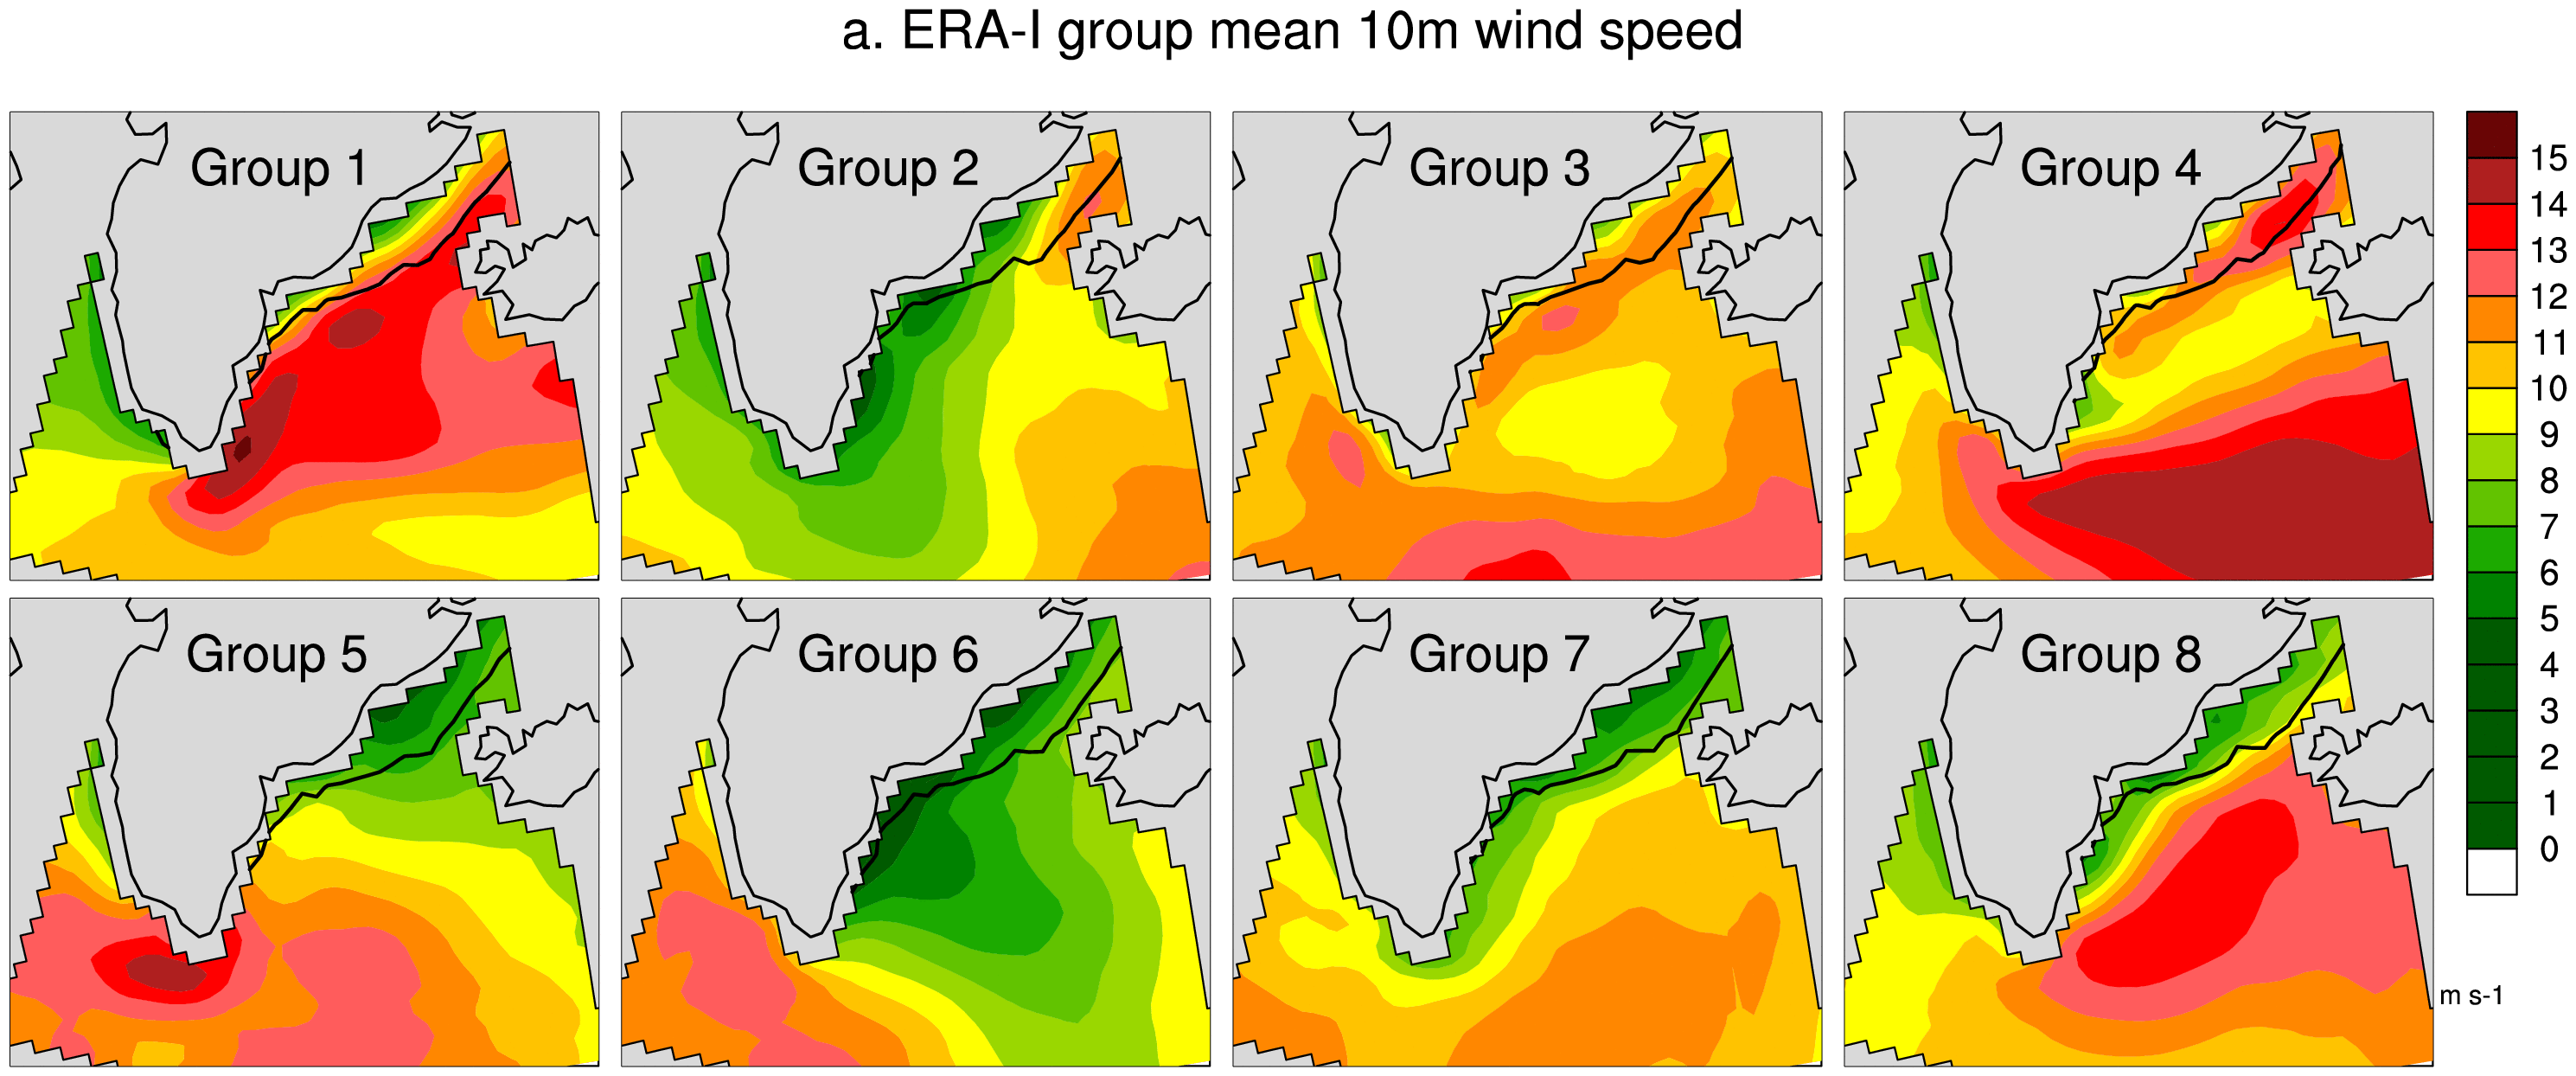 a. ERA-I group mean 10m wind speed
Group 1
Group 2
Group 3
Group 4
15
14
13
12
11
10
9
8
7
6
5
4
3
2
1
0
Group 5
Group 6
Group 7
Group 8
m s-1